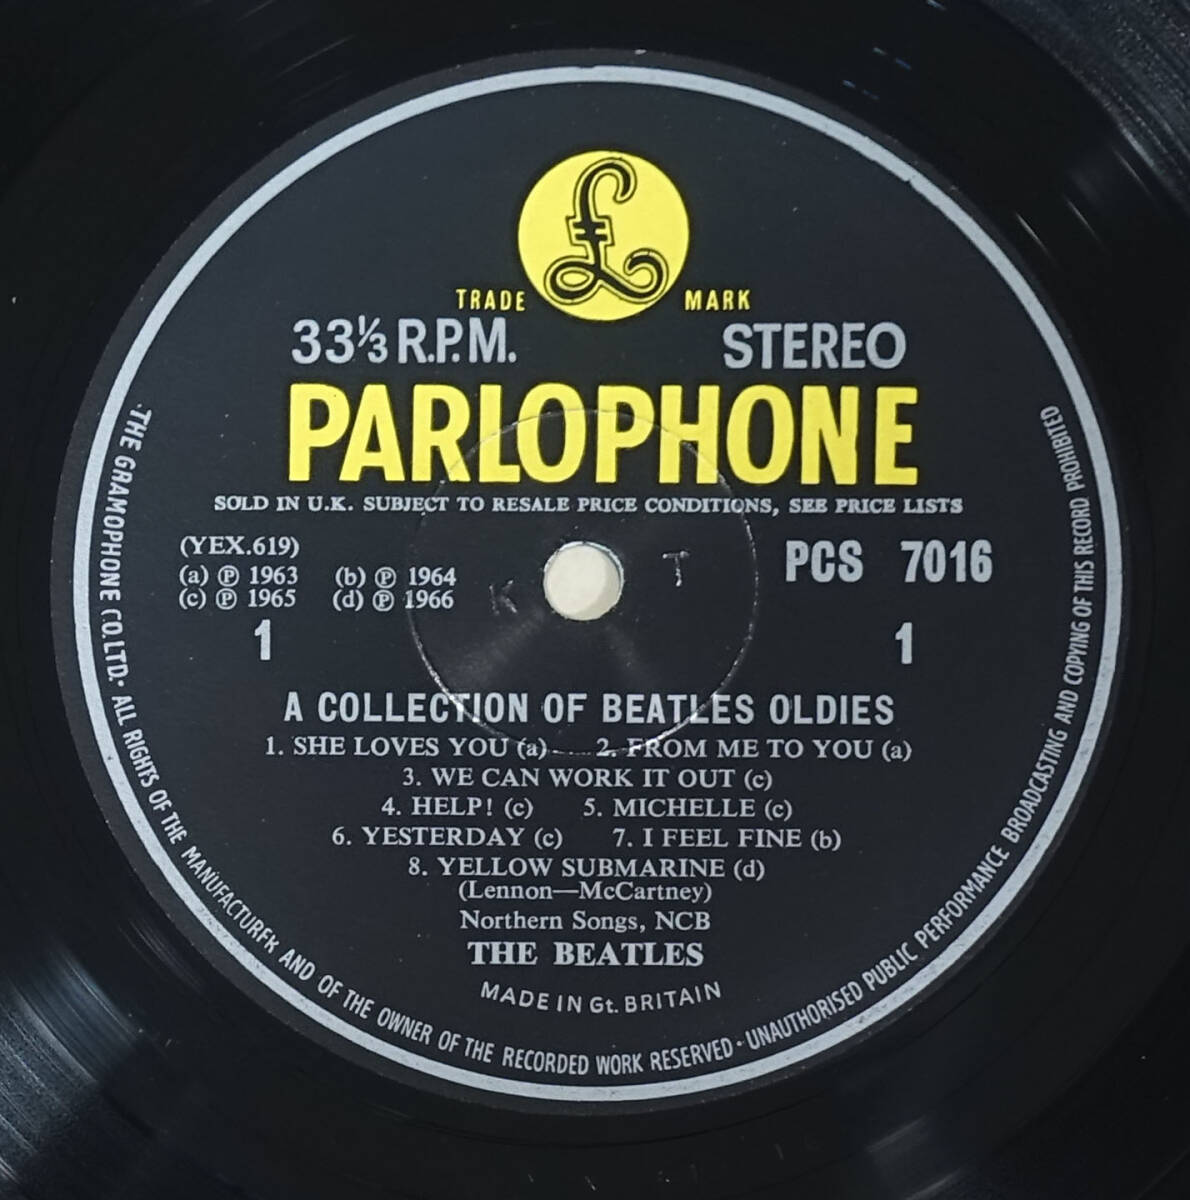 £
TRADE MARK
33⅓ R.P.M. STEREO
PARLOPHONE
SOLD IN U.K. SUBJECT TO RESALE PRICE CONDITIONS, SEE PRICE LISTS
(YEX.619)
(a) ℗ 1963 (b) ℗ 1964
(c) ℗ 1965 (d) ℗ 1966
PCS 7016
K T
1 1
A COLLECTION OF BEATLES OLDIES
1. SHE LOVES YOU (a) 2. FROM ME TO YOU (a)
3. WE CAN WORK IT OUT (c)
4. HELP! (c) 5. MICHELLE (c)
6. YESTERDAY (c) 7. I FEEL FINE (b)
8. YELLOW SUBMARINE (d)
(Lennon—McCartney)
Northern Songs, NCB
THE BEATLES
MADE IN Gt. BRITAIN
THE GRAMOPHONE CO. LTD. · ALL RIGHTS OF THE MANUFACTURER AND OF THE OWNER OF THE RECORDED WORK RESERVED · UNAUTHORISED PUBLIC PERFORMANCE BROADCASTING AND COPYING OF THIS RECORD PROHIBITED